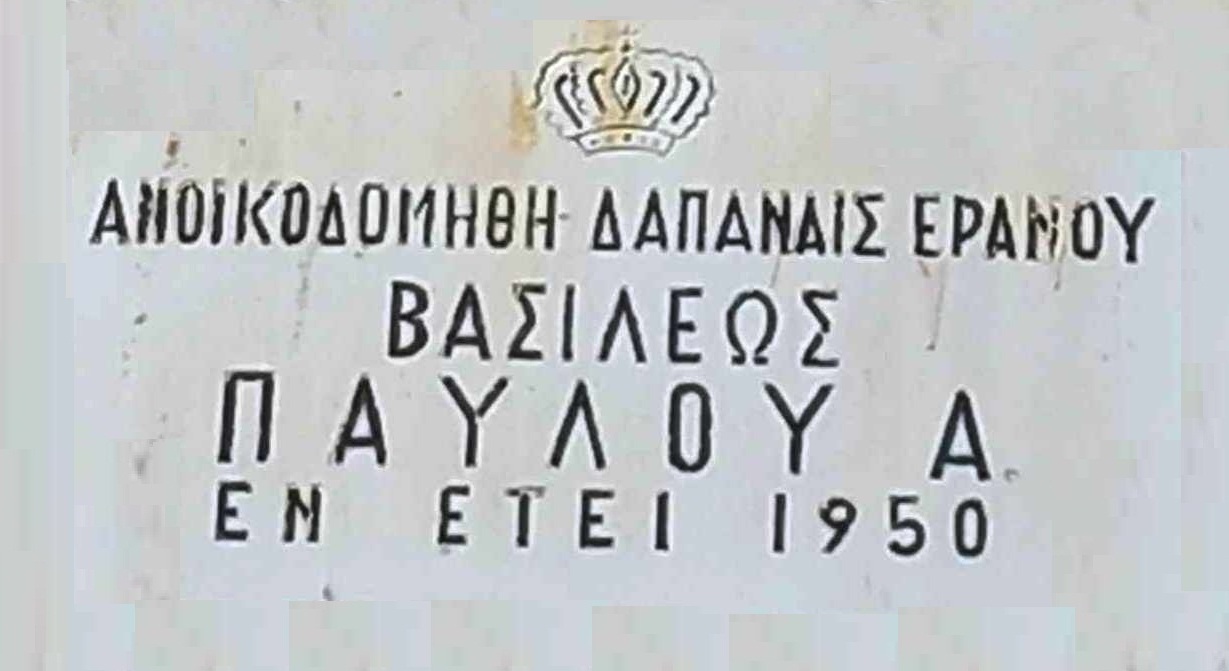 ΑΝΟΙΚΟΔΟΜΗΘΗ ΔΑΠΑΝΑΙΣ ΕΡΑΝΟΥ
ΒΑΣΙΛΕΩΣ
ΠΑΥΛΟΥ Α.
ΕΝ ΕΤΕΙ 1950